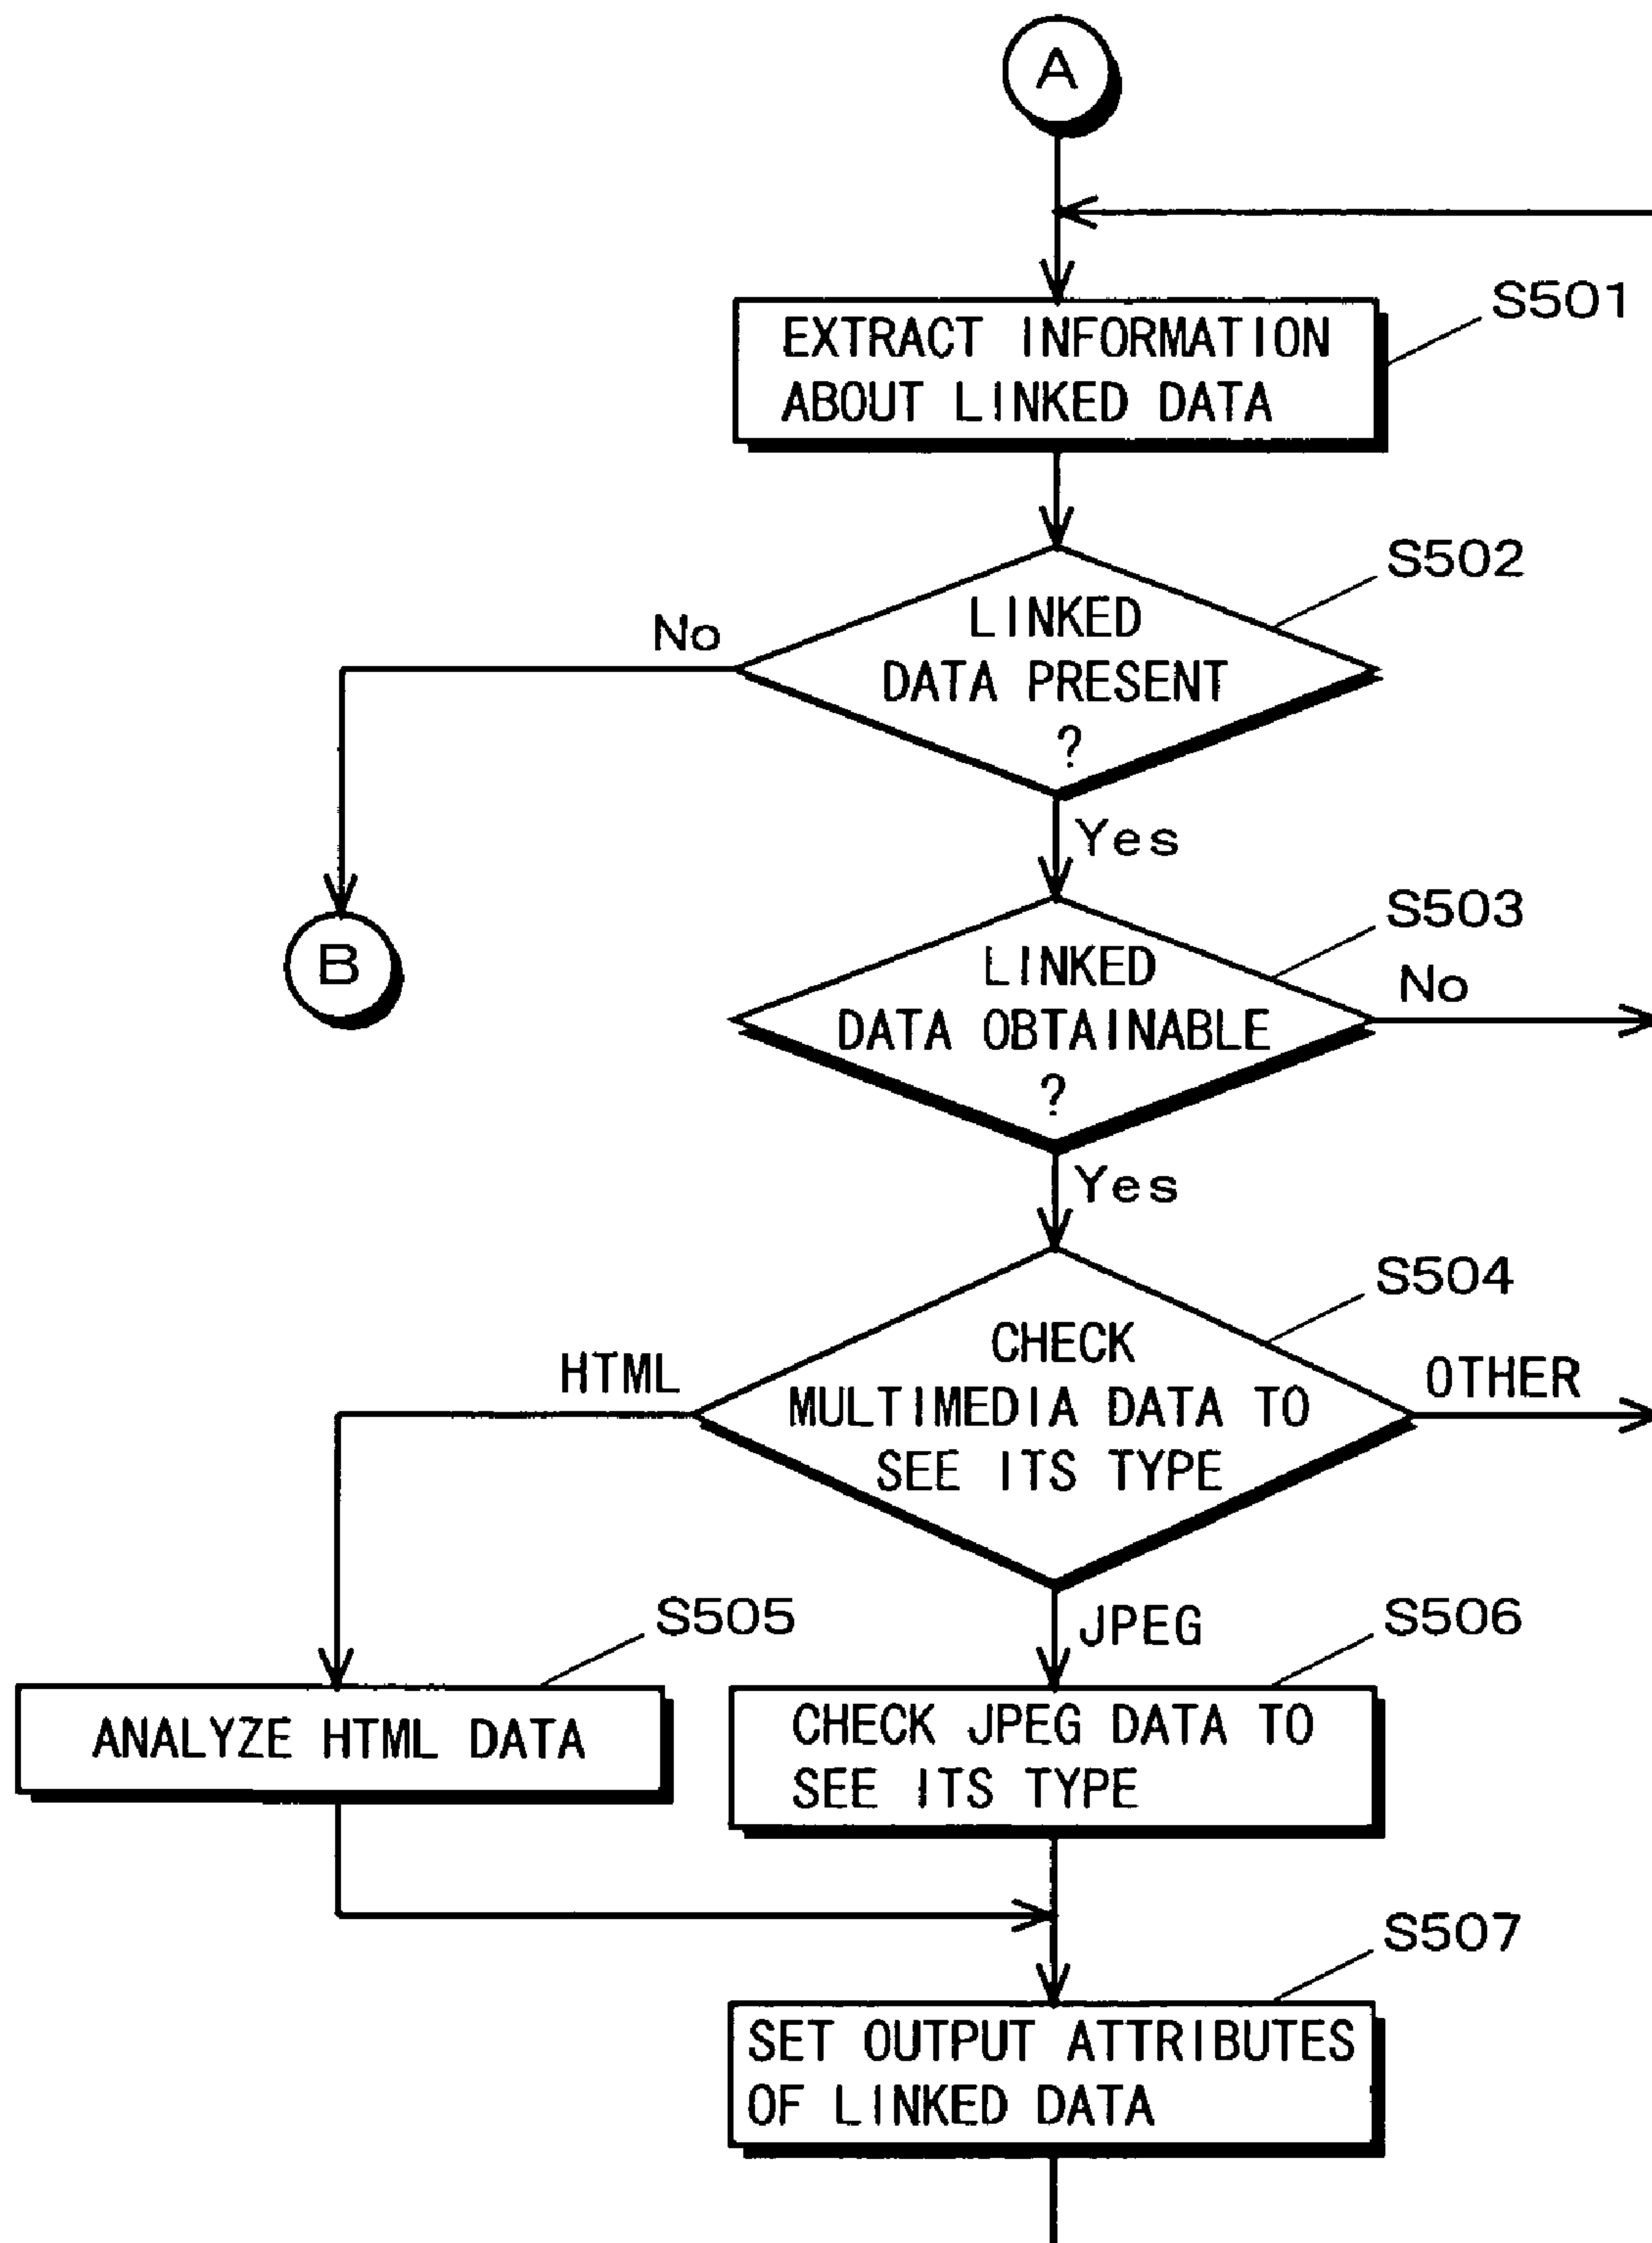 A
S501
EXTRACT INFORMATION
ABOUT LINKED DATA
S502
No
LINKED
DATA PRESENT
?
Yes
B
S503
LINKED
DATA OBTAINABLE
?
No
Yes
S504
HTML
CHECK
MULTIMEDIA DATA TO
SEE ITS TYPE
OTHER
JPEG
S505
ANALYZE HTML DATA
S506
CHECK JPEG DATA TO
SEE ITS TYPE
S507
SET OUTPUT ATTRIBUTES
OF LINKED DATA